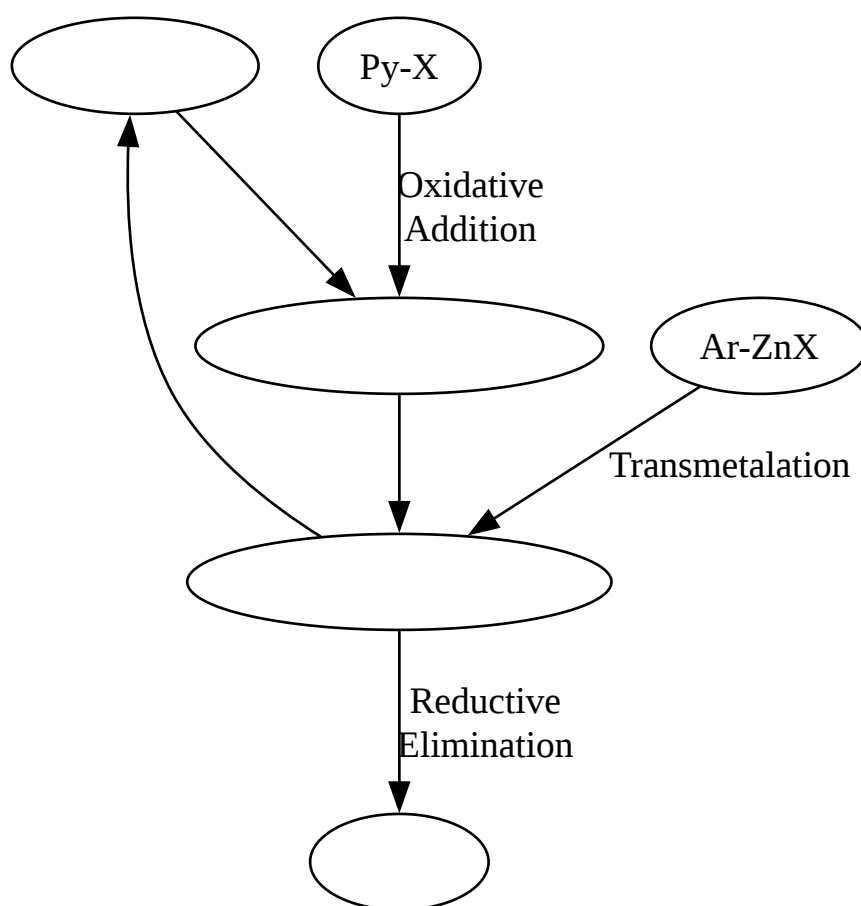 Py-X
Oxidative
Addition
Ar-ZnX
Transmetalation
Reductive
Elimination